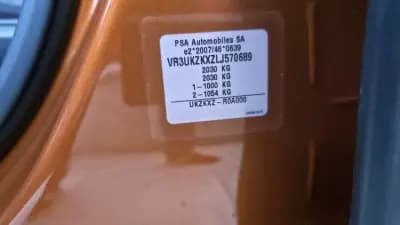 PSA Automobiles SA
e2*2007/46*0639
VR3UKZKXZLJ570689
2030 KG
2030 KG
1-1000 KG
2-1054 KG
UKZKXZ-R0A000